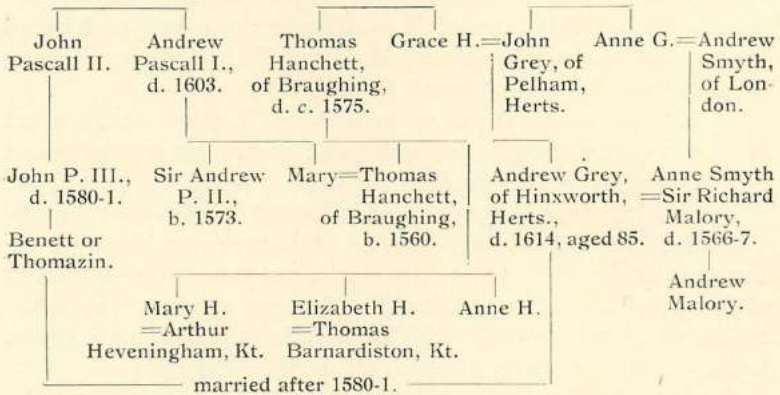 John Pascall II.
Andrew Pascall I., d. 1603.
Thomas Hanchett, of Braughing, d. c. 1575.
Grace H.=John Grey, of Pelham, Herts.
Anne G.=Andrew Smyth, of Lon-don.
John P. III., d. 1580-1.
Sir Andrew P. II., b. 1573.
Mary=Thomas Hanchett, of Braughing, b. 1560.
Andrew Grey, of Hinxworth, Herts., d. 1614, aged 85.
Anne Smyth =Sir Richard Malory, d. 1566-7.
Benett or Thomazin.
Andrew Malory.
Mary H. =Arthur Heveningham, Kt.
Elizabeth H. =Thomas Barnardiston, Kt.
Anne H.
married after 1580-1.